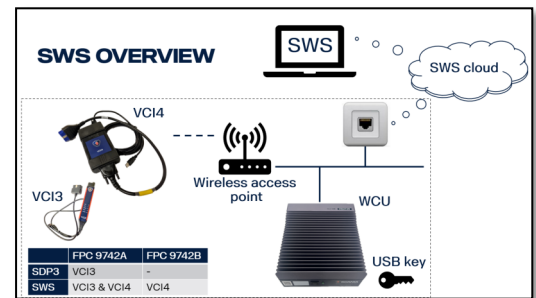 SWS OVERVIEW
SWS
SWS cloud
VCI4
VCI3
Wireless access
point
WCU
USB key
FPC 9742A FPC 9742B
SDP3 VCI3 -
SWS VCI3 & VCI4 VCI4